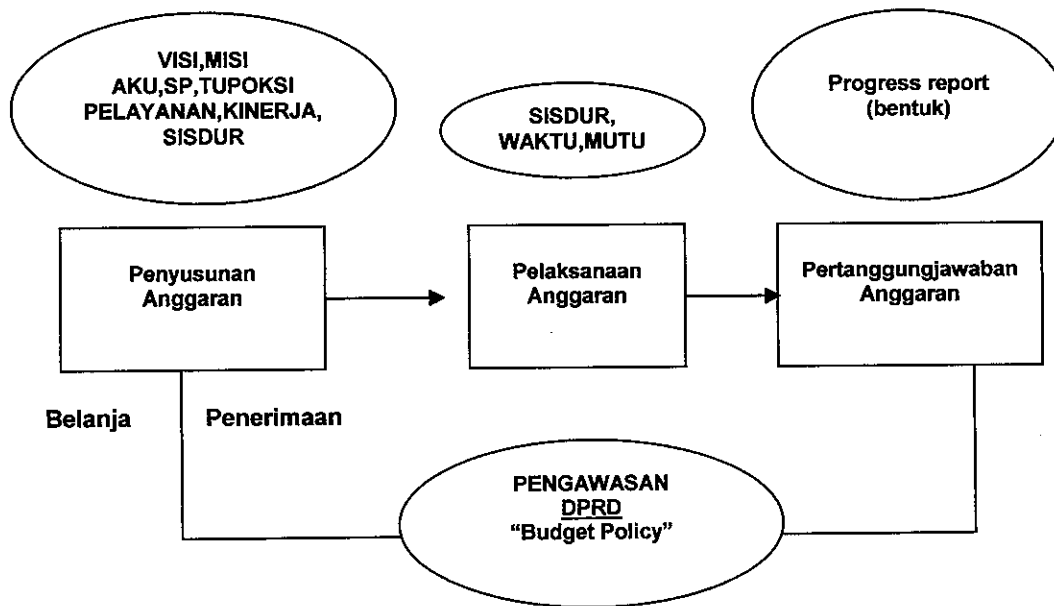 VISI,MISI
AKU,SP,TUPOKSI
PELAYANAN,KINERJA,
SISDUR
SISDUR,
WAKTU,MUTU
Progress report
(bentuk)
Penyusunan
Anggaran
Pelaksanaan
Anggaran
Pertanggungjawaban
Anggaran
Belanja
Penerimaan
PENGAWASAN
DPRD
“Budget Policy”